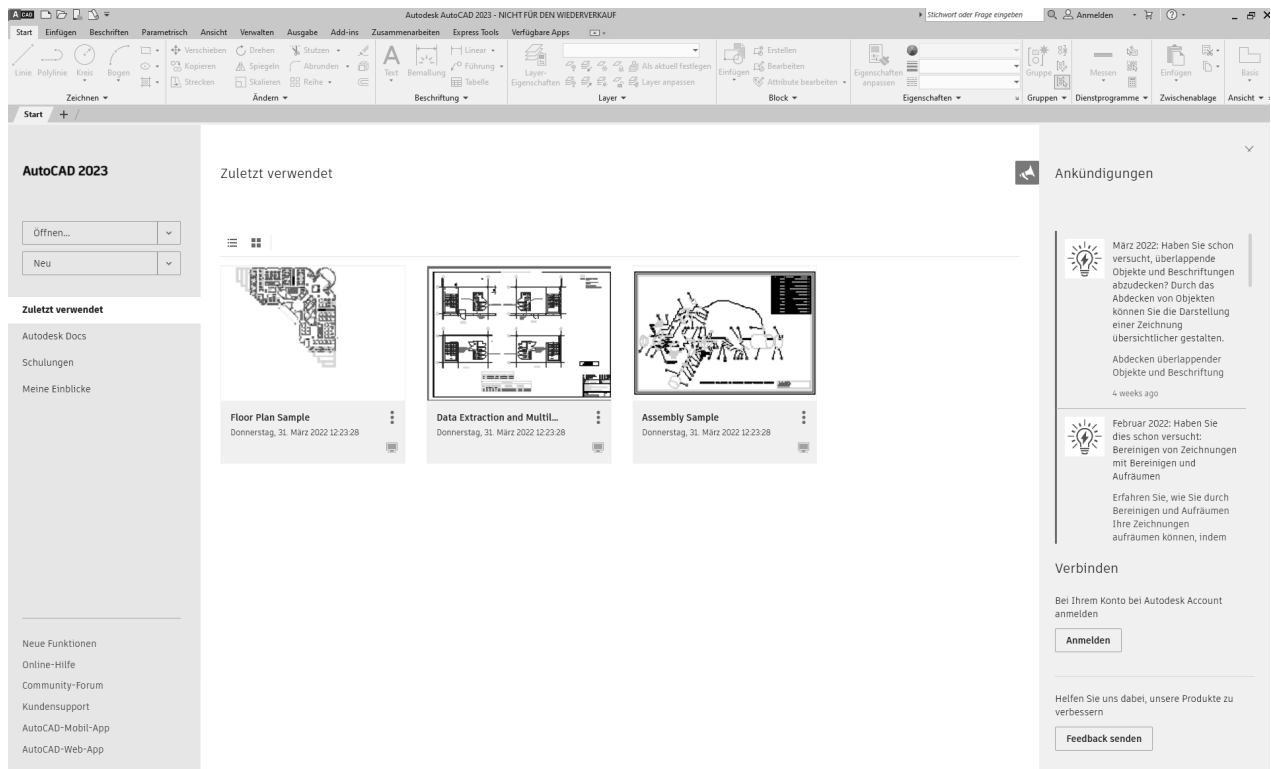 A CAD
Autodesk AutoCAD 2023 - NICHT FÜR DEN WIEDERVERKAUF
Stichwort oder Frage eingeben
Anmelden
Start Einfügen Beschriften Parametrisch Ansicht Verwalten Ausgabe Add-ins Zusammenarbeiten Express Tools Verfügbare Apps
Linie Polylinie Kreis Bogen
Verschieben Drehen Stutzen
Kopieren Spiegeln Abrunden
Strecken Skalieren Reihe
Text Bemaßung
Linear
Führung
Tabelle
Layer-
Eigenschaften
Als aktuell festlegen
Layer anpassen
Einfügen
Erstellen
Bearbeiten
Attribute bearbeiten
Eigenschaften
anpassen
Gruppe
Messen
Einfügen
Basis
Zeichnen Ändern Beschriftung Layer Block Eigenschaften Gruppen Dienstprogramme Zwischenablage Ansicht
Start
AutoCAD 2023
Öffnen...
Neu
Zuletzt verwendet
Autodesk Docs
Schulungen
Meine Einblicke
Neue Funktionen
Online-Hilfe
Community-Forum
Kundensupport
AutoCAD-Mobil-App
AutoCAD-Web-App
Zuletzt verwendet
Floor Plan Sample
Donnerstag, 31. März 2022 12:23:28
Data Extraction and Multil...
Donnerstag, 31. März 2022 12:23:28
Assembly Sample
Donnerstag, 31. März 2022 12:23:28
Ankündigungen
März 2022: Haben Sie schon
versucht, überlappende
Objekte und Beschriftungen
abzudecken? Durch das
Abdecken von Objekten
können Sie die Darstellung
einer Zeichnung
übersichtlicher gestalten.
Abdecken überlappender
Objekte und Beschriftung
4 weeks ago
Februar 2022: Haben Sie
dies schon versucht:
Bereinigen von Zeichnungen
mit Bereinigen und
Aufräumen
Erfahren Sie, wie Sie durch
Bereinigen und Aufräumen
Ihre Zeichnungen
aufräumen können, indem
Verbinden
Bei Ihrem Konto bei Autodesk Account
anmelden
Anmelden
Helfen Sie uns dabei, unsere Produkte zu
verbessern
Feedback senden